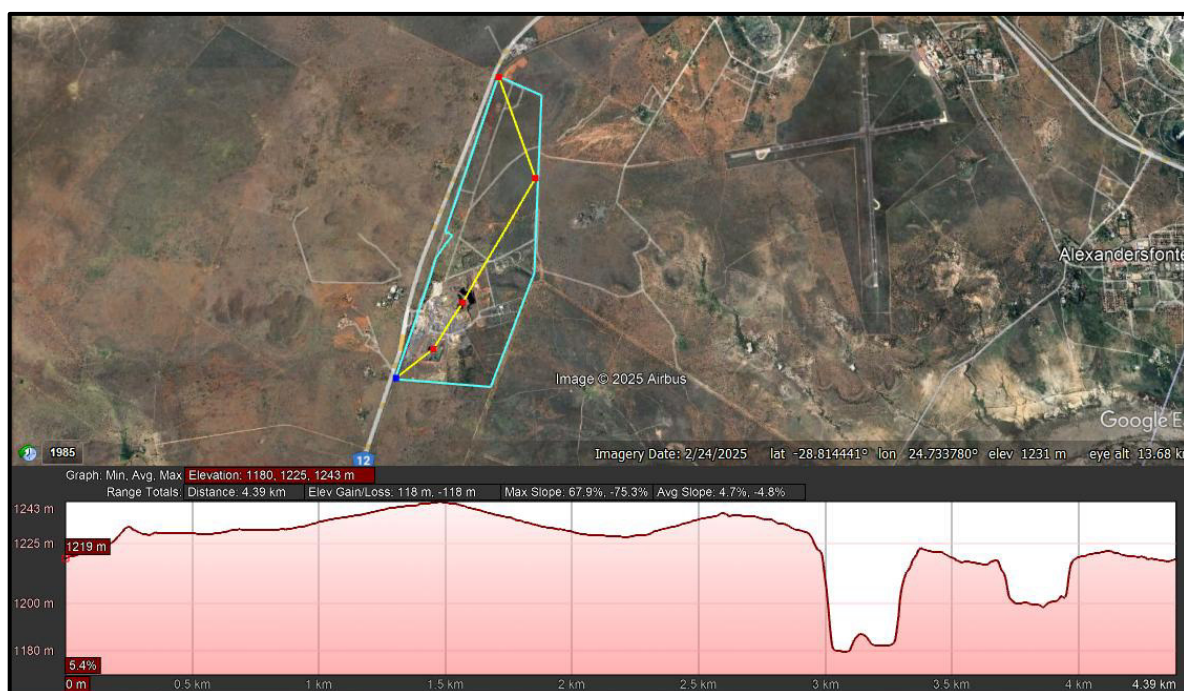 Alexandersfonte
Image © 2025 Airbus
Google E
1985
12
Imagery Date: 2/24/2025 lat -28.814441° lon 24.733780° elev 1231 m eye alt 13.68 km
Graph: Min, Avg, Max Elevation: 1180, 1225, 1243 m
Range Totals: Distance: 4.39 km Elev Gain/Loss: 118 m, -118 m Max Slope: 67.9%, -75.3% Avg Slope: 4.7%, -4.8%
1243 m
1225 m
1219 m
1200 m
1180 m
5.4%
0 m 0.5 km 1 km 1.5 km 2 km 2.5 km 3 km 3.5 km 4 km 4.39 km